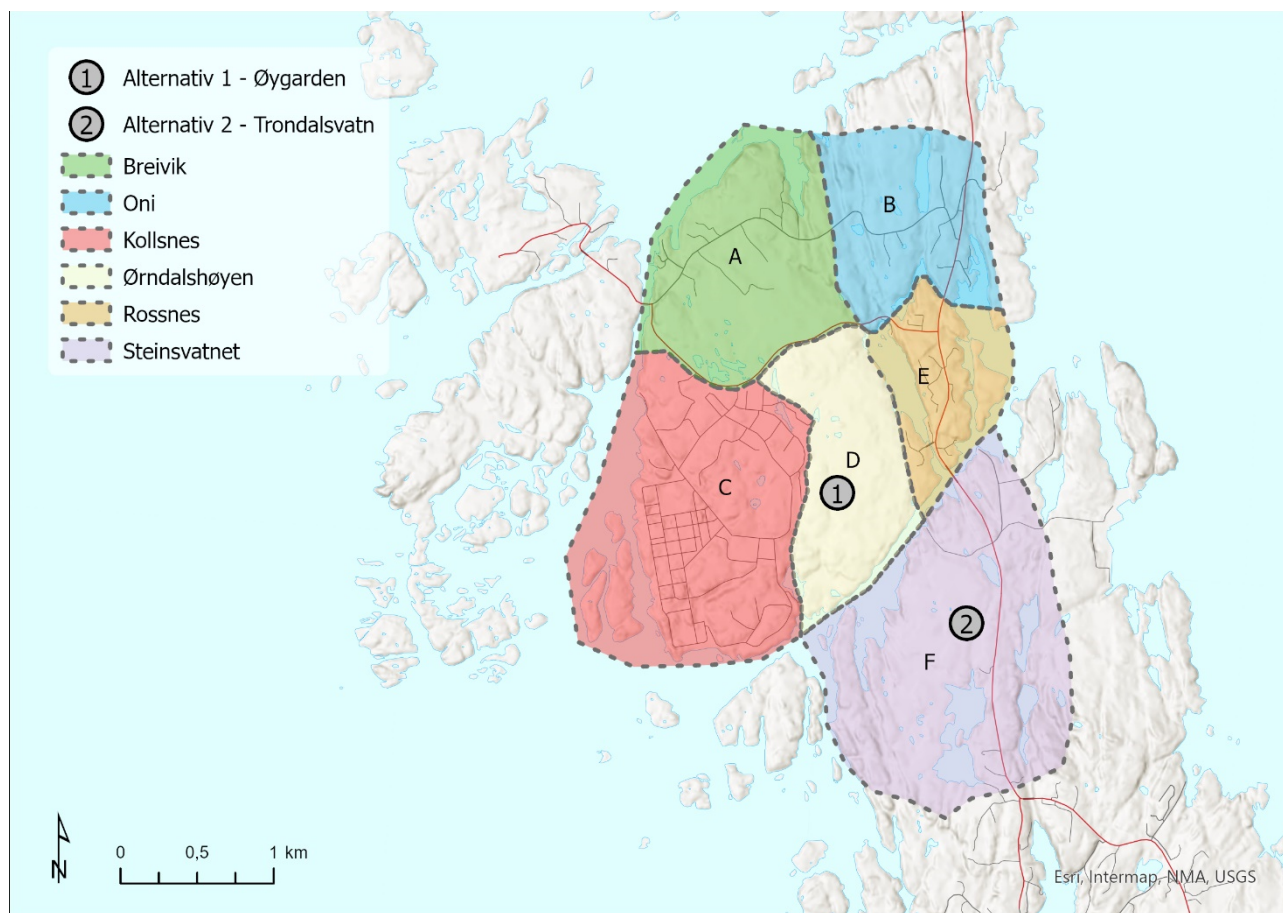 1 Alternativ 1 - Øygarden
2 Alternativ 2 - Trondalsvatn
Breivik
Oni
Kollsnes
Ørndalshøyen
Rossnes
Steinsvatnet
B
A
E
D
C
1
2
F
N
0 0,5 1 km
Esri, Intermap, NMA, USGS